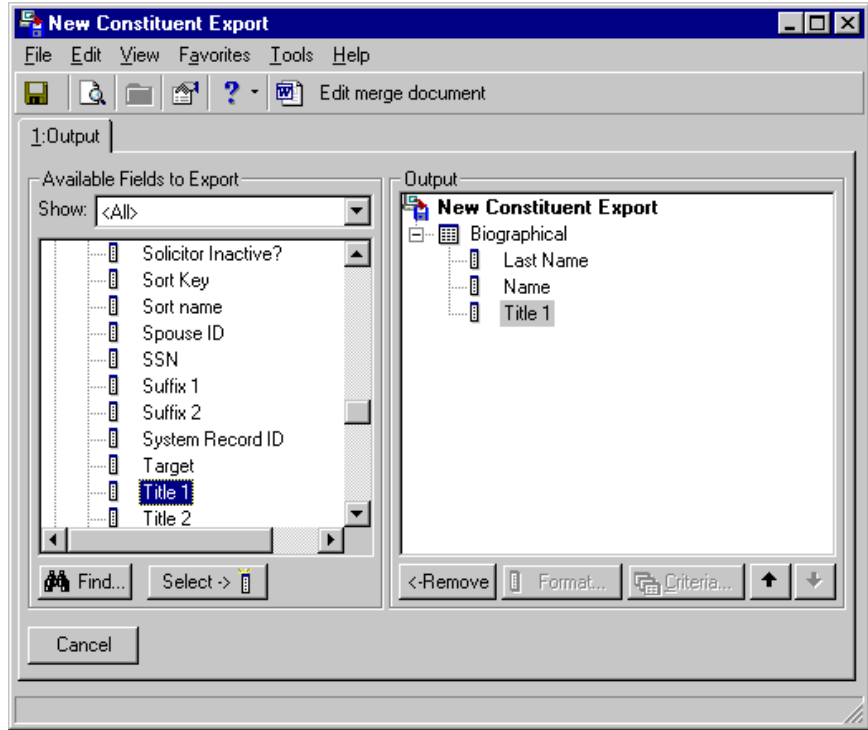 New Constituent Export
File Edit View Favorites Tools Help
? Edit merge document
1:Output
Available Fields to Export
Show: <All>
Solicitor Inactive?
Sort Key
Sort name
Spouse ID
SSN
Suffix 1
Suffix 2
System Record ID
Target
Title 1
Title 2
Find... Select ->
Output
New Constituent Export
Biographical
Last Name
Name
Title 1
<-Remove Format... Criteria...
Cancel